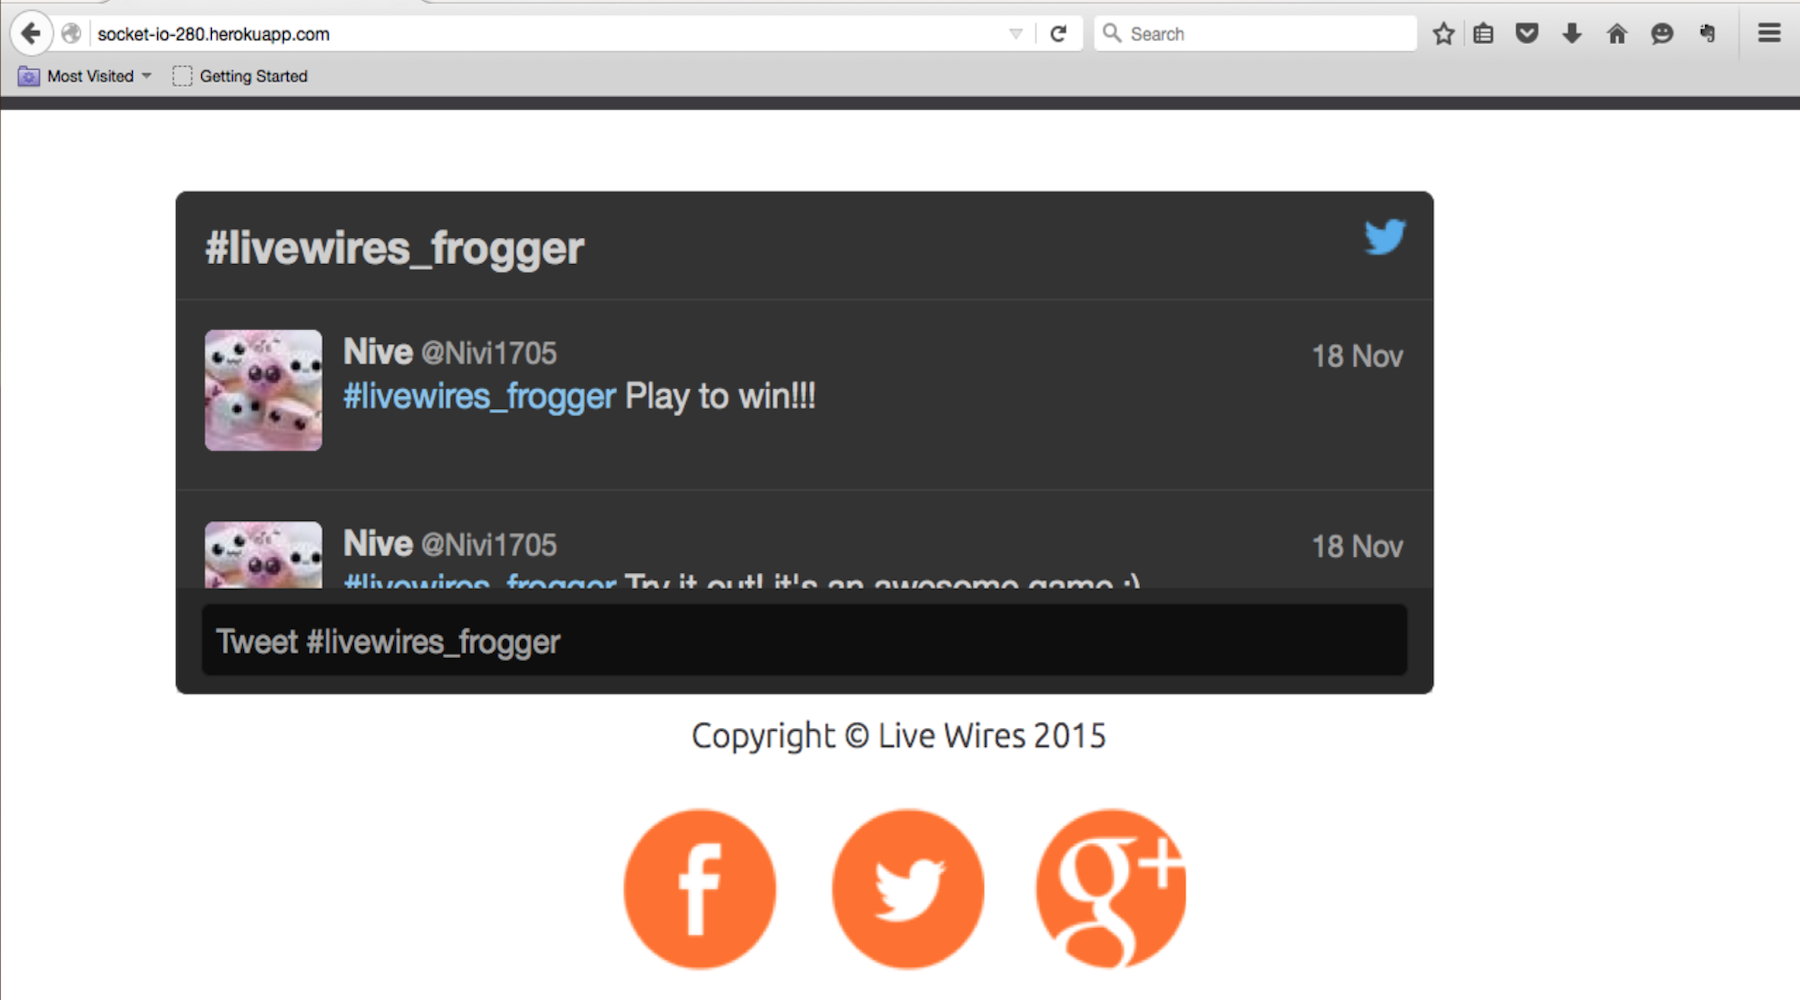 socket-io-280.herokuapp.com
Search
Most Visited
Getting Started
#livewires_frogger
Nive @Nivi1705
18 Nov
#livewires_frogger Play to win!!!
Nive @Nivi1705
18 Nov
#livewires_frogger Try it out! it's an awesome game :)
Tweet #livewires_frogger
Copyright © Live Wires 2015
f
g+